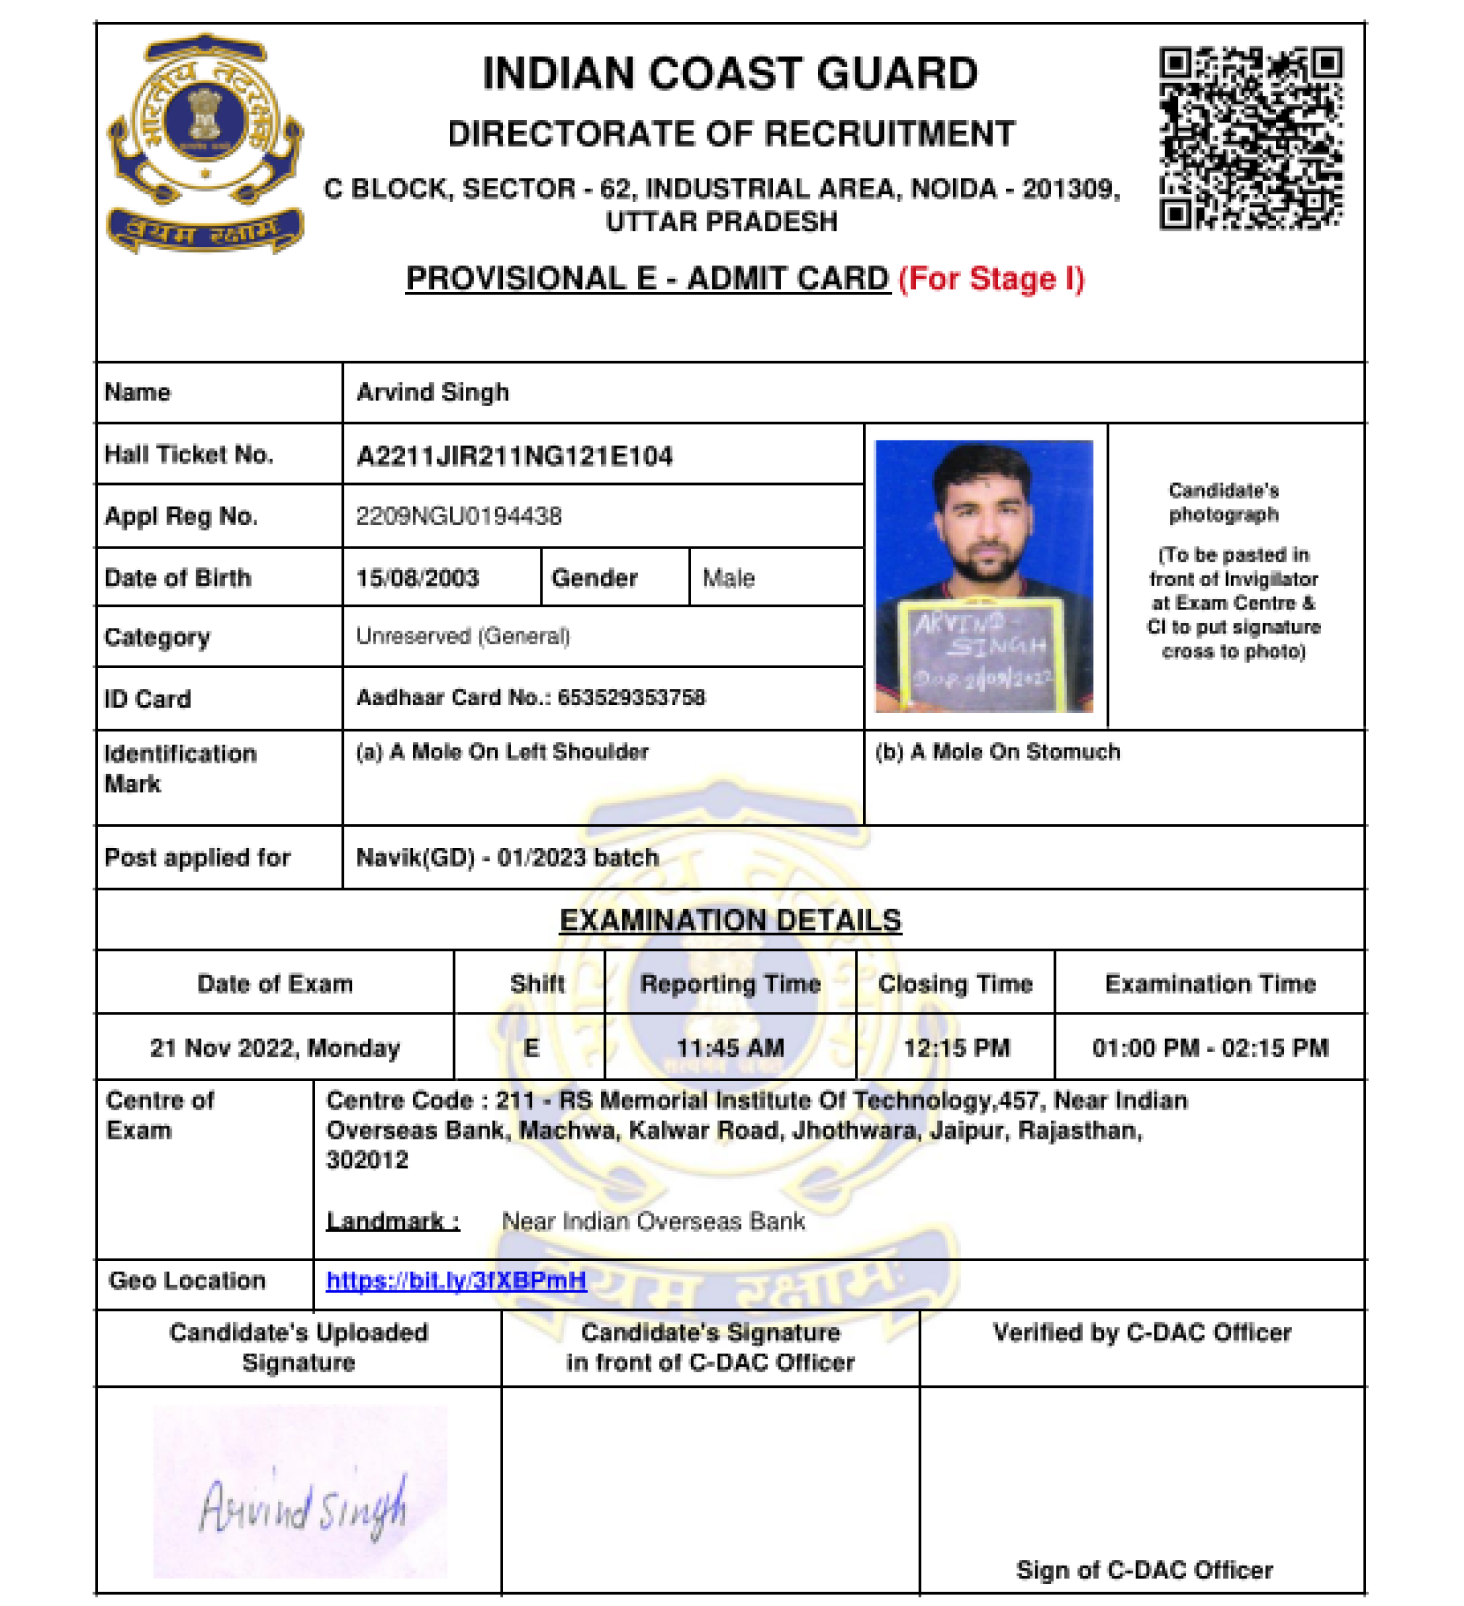 भारतीय तटरक्षक
वयम रक्षामः
INDIAN COAST GUARD
DIRECTORATE OF RECRUITMENT
C BLOCK, SECTOR - 62, INDUSTRIAL AREA, NOIDA - 201309,
UTTAR PRADESH
PROVISIONAL E - ADMIT CARD (For Stage I)
Name Arvind Singh
Hall Ticket No. A2211JIR211NG121E104
Appl Reg No. 2209NGU0194438
Date of Birth 15/08/2003 Gender Male
Category Unreserved (General)
ID Card Aadhaar Card No.: 653529353758
ARVIND
SINGH
D.O.P. 21/09/2022
Candidate's
photograph
(To be pasted in
front of Invigilator
at Exam Centre &
CI to put signature
cross to photo)
Identification
Mark
(a) A Mole On Left Shoulder (b) A Mole On Stomuch
Post applied for Navik(GD) - 01/2023 batch
EXAMINATION DETAILS
Date of Exam Shift Reporting Time Closing Time Examination Time
21 Nov 2022, Monday E 11:45 AM 12:15 PM 01:00 PM - 02:15 PM
Centre of
Exam
Centre Code : 211 - RS Memorial Institute Of Technology,457, Near Indian
Overseas Bank, Machwa, Kalwar Road, Jhothwara, Jaipur, Rajasthan,
302012
Landmark : Near Indian Overseas Bank
Geo Location https://bit.ly/3fXBPmH
वयम रक्षामः
Candidate's Uploaded
Signature
Candidate's Signature
in front of C-DAC Officer
Verified by C-DAC Officer
Arvind Singh
Sign of C-DAC Officer